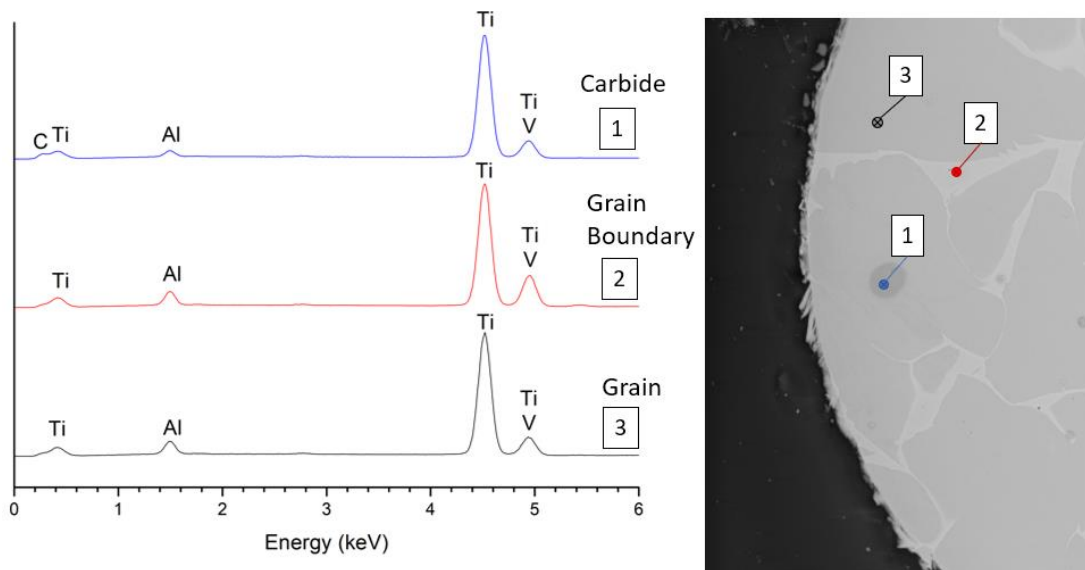 Ti
Carbide
C Ti Al Ti
V
1
Ti
Grain
Boundary
Ti Al Ti
V
2
Ti
Grain
Ti Al Ti
V
3
0 1 2 3 4 5 6
Energy (keV)
3
2
1